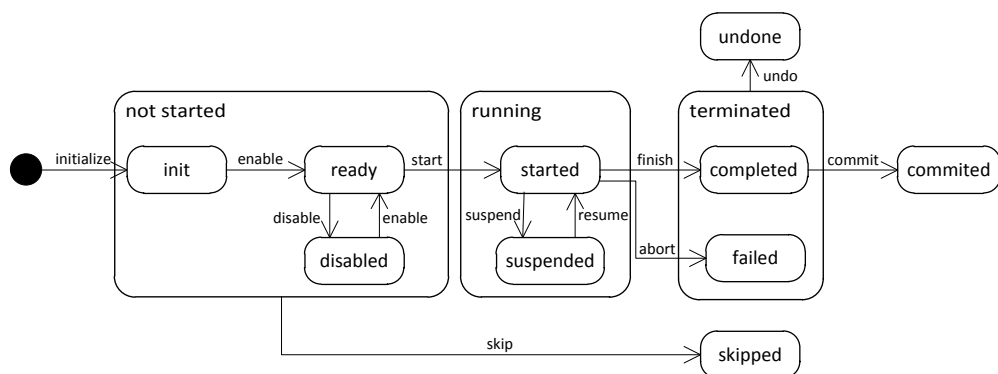 undone
undo
not started
running
terminated
initialize
init
enable
ready
start
started
finish
completed
commit
commited
disable
enable
suspend
resume
abort
disabled
suspended
failed
skip
skipped